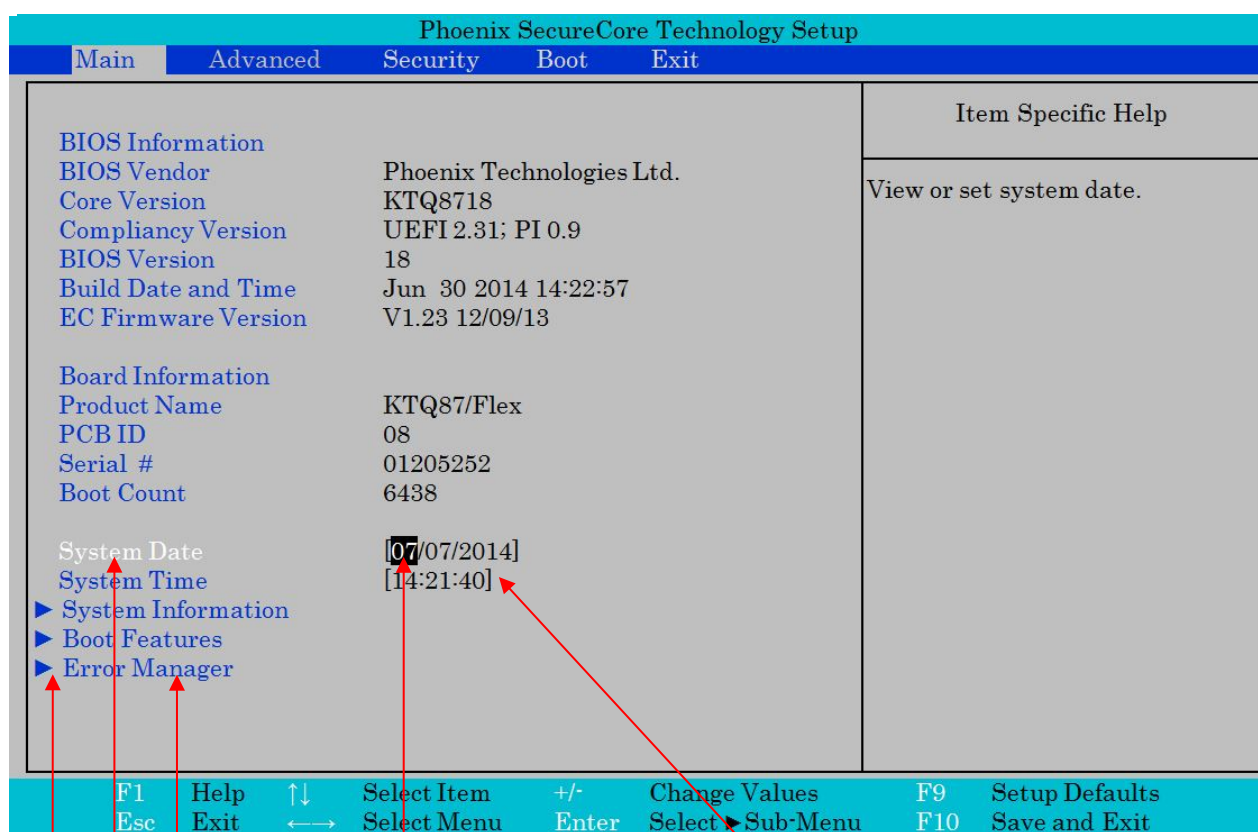 Phoenix SecureCore Technology Setup
Main Advanced Security Boot Exit
Item Specific Help
View or set system date.
BIOS Information
BIOS Vendor Phoenix Technologies Ltd.
Core Version KTQ8718
Compliancy Version UEFI 2.31; PI 0.9
BIOS Version 18
Build Date and Time Jun 30 2014 14:22:57
EC Firmware Version V1.23 12/09/13
Board Information
Product Name KTQ87/Flex
PCB ID 08
Serial # 01205252
Boot Count 6438
System Date [07/07/2014]
System Time [14:21:40]
► System Information
► Boot Features
► Error Manager
F1 Help ↑↓ Select Item +/- Change Values F9 Setup Defaults
Esc Exit ←→ Select Menu Enter Select ►Sub-Menu F10 Save and Exit